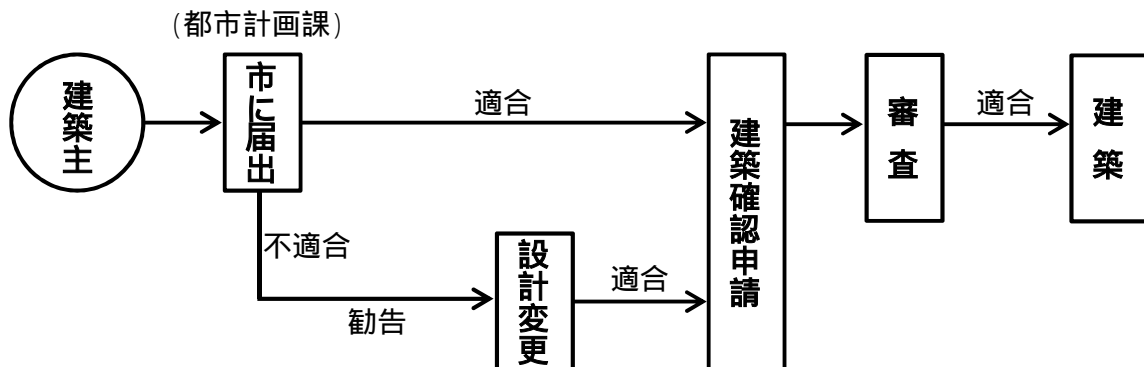 (都市計画課)
建築主
市に届出
適合
建築確認申請
審査
適合
建築
不適合
勧告
設計変更
適合